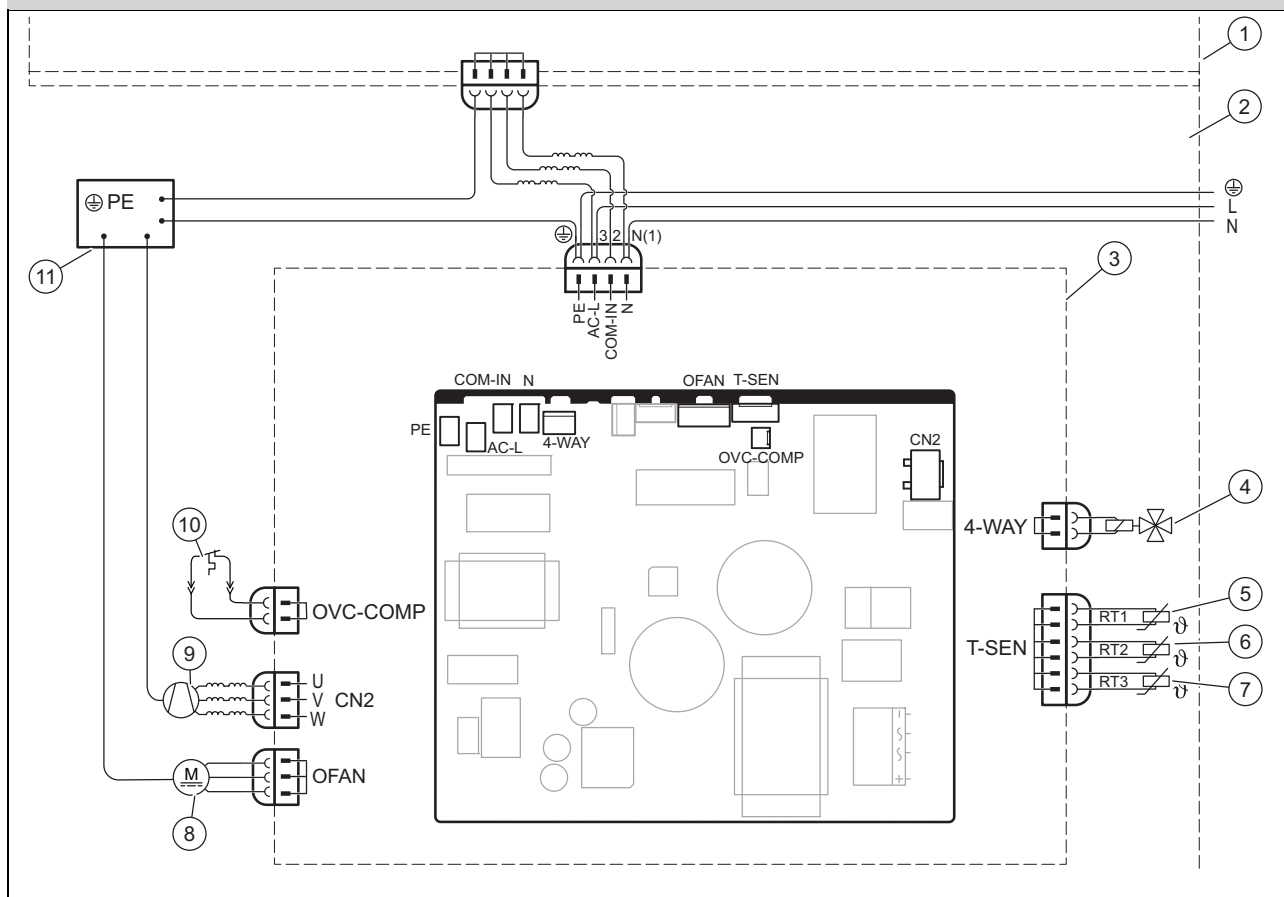 1
2
⏚ PE
⏚
L
N
11
⏚ 3 2 N(1)
3
PE
AC-L
COM-IN
N
COM-IN N
OFAN T-SEN
PE
AC-L
4-WAY
OVC-COMP
CN2
4-WAY
4
10
OVC-COMP
T-SEN
RT1
ϑ
5
RT2
ϑ
6
RT3
ϑ
7
9
U
V
W
CN2
M
OFAN
8